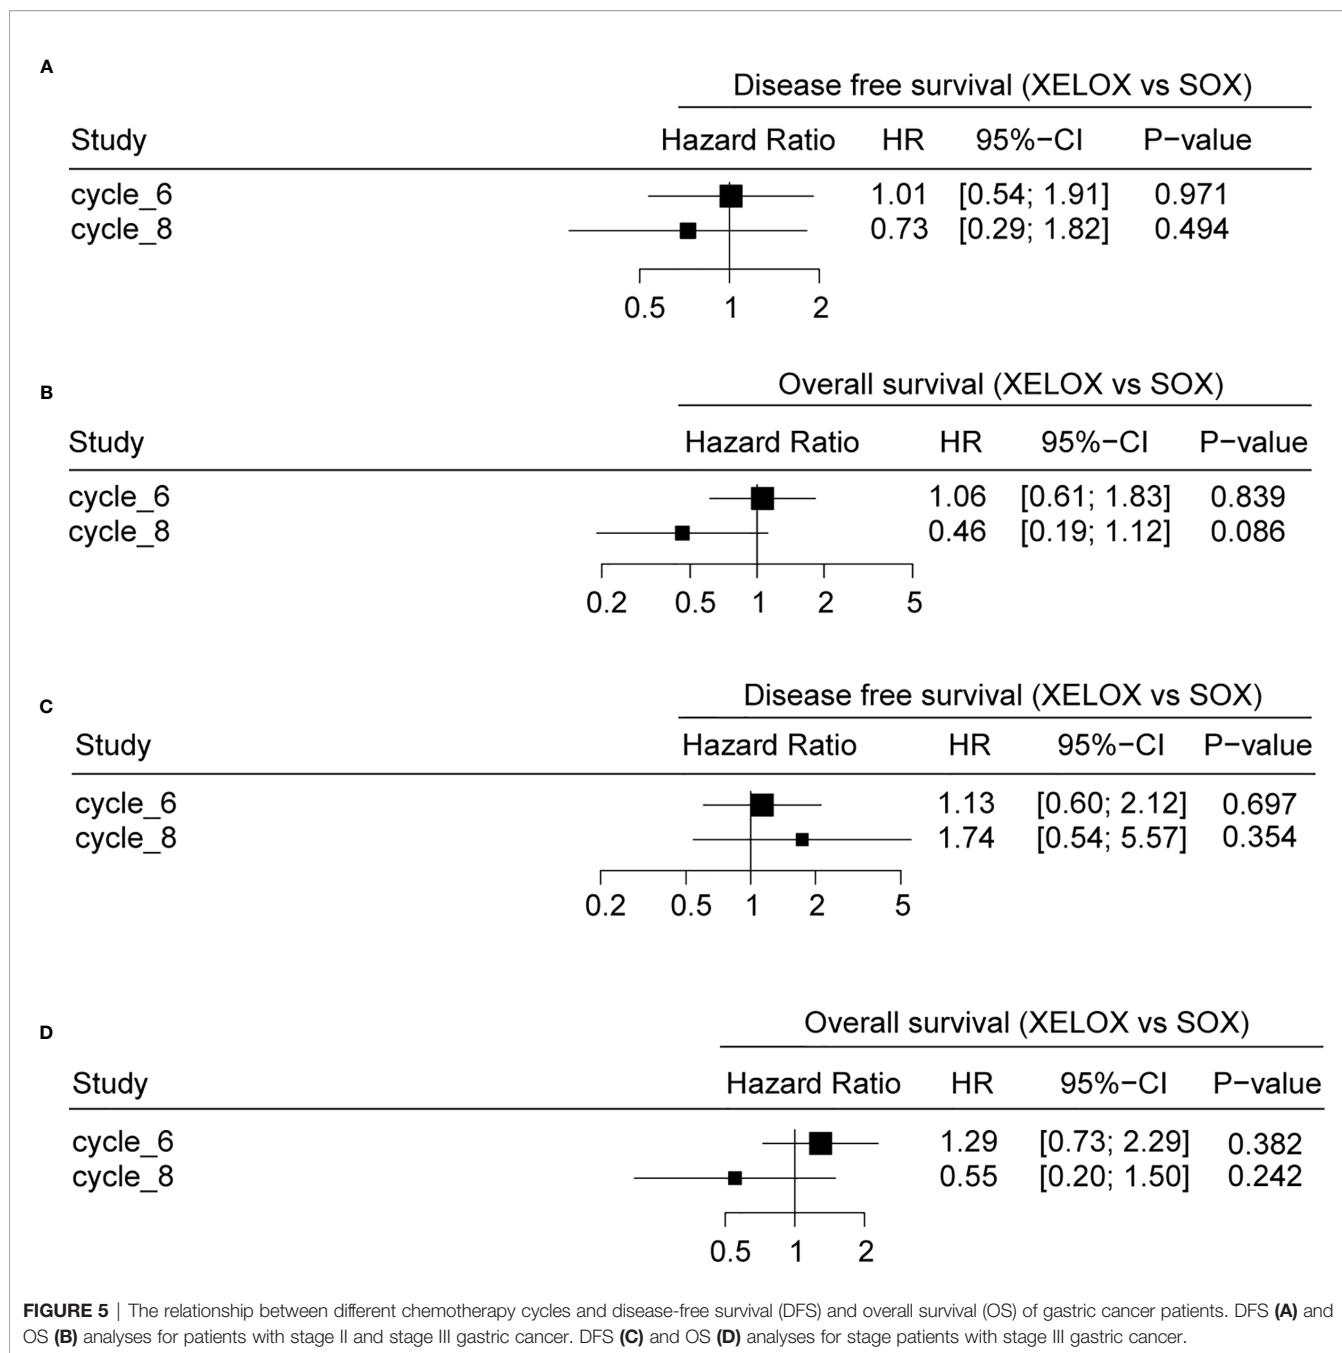 A
Disease free survival (XELOX vs SOX)
Study Hazard Ratio HR 95%−CI P−value
cycle_6 1.01 [0.54; 1.91] 0.971
cycle_8 0.73 [0.29; 1.82] 0.494
0.5 1 2
B
Overall survival (XELOX vs SOX)
Study Hazard Ratio HR 95%−CI P−value
cycle_6 1.06 [0.61; 1.83] 0.839
cycle_8 0.46 [0.19; 1.12] 0.086
0.2 0.5 1 2 5
C
Disease free survival (XELOX vs SOX)
Study Hazard Ratio HR 95%−CI P−value
cycle_6 1.13 [0.60; 2.12] 0.697
cycle_8 1.74 [0.54; 5.57] 0.354
0.2 0.5 1 2 5
D
Overall survival (XELOX vs SOX)
Study Hazard Ratio HR 95%−CI P−value
cycle_6 1.29 [0.73; 2.29] 0.382
cycle_8 0.55 [0.20; 1.50] 0.242
0.5 1 2
FIGURE 5 | The relationship between different chemotherapy cycles and disease-free survival (DFS) and overall survival (OS) of gastric cancer patients. DFS (A) and
OS (B) analyses for patients with stage II and stage III gastric cancer. DFS (C) and OS (D) analyses for stage patients with stage III gastric cancer.